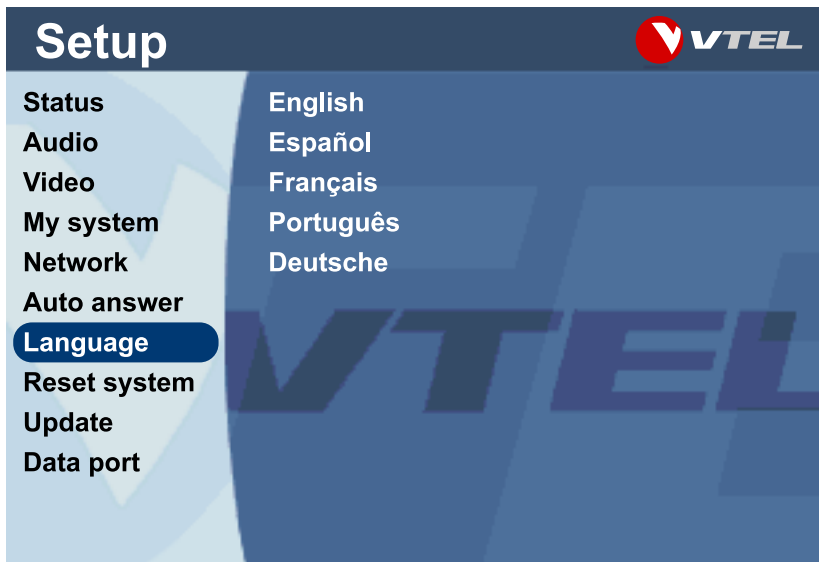 Setup
VTEL
Status
Audio
Video
My system
Network
Auto answer
Language
Reset system
Update
Data port
English
Español
Français
Português
Deutsche
VTEL